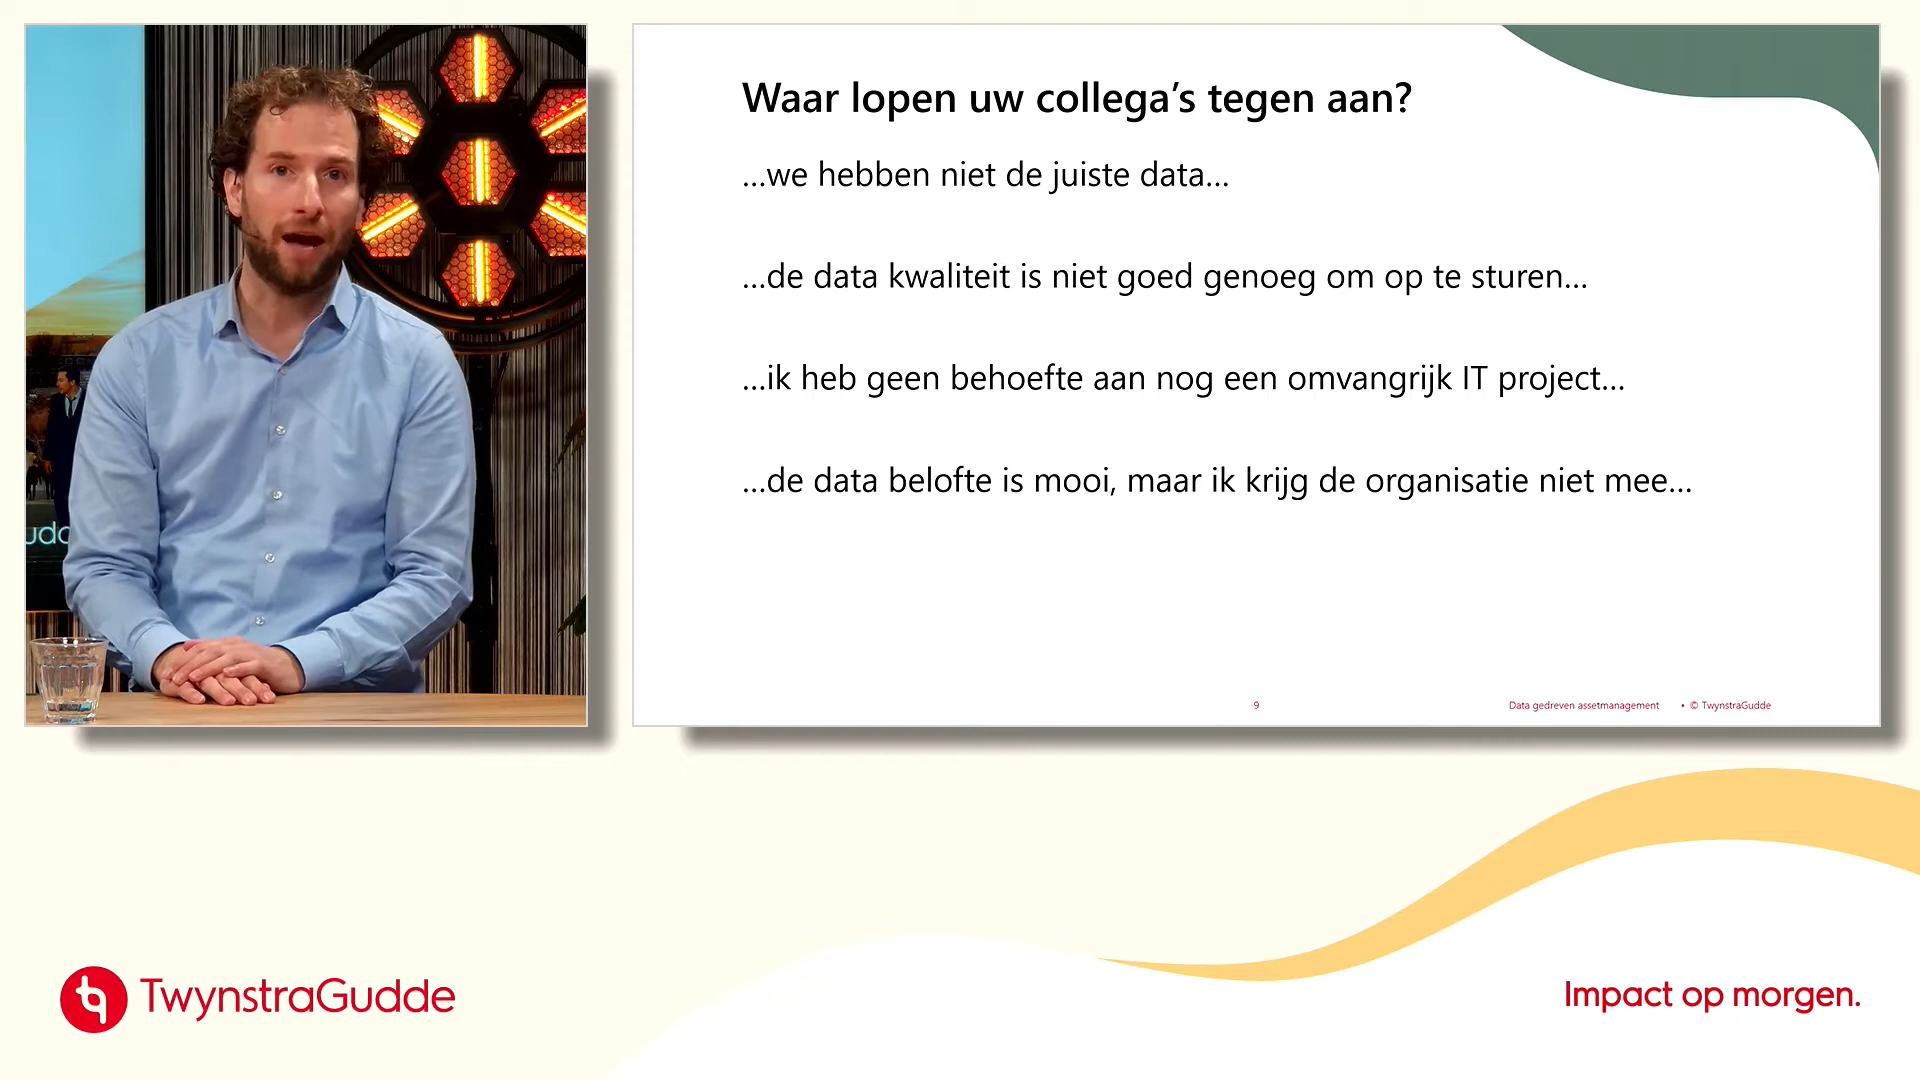 Waar lopen uw collega's tegen aan?
...we hebben niet de juiste data...
...de data kwaliteit is niet goed genoeg om op te sturen...
...ik heb geen behoefte aan nog een omvangrijk IT project...
...de data belofte is mooi, maar ik krijg de organisatie niet mee...
9
Data gedreven assetmanagement • © TwynstraGudde
udd
TwynstraGudde
Impact op morgen.